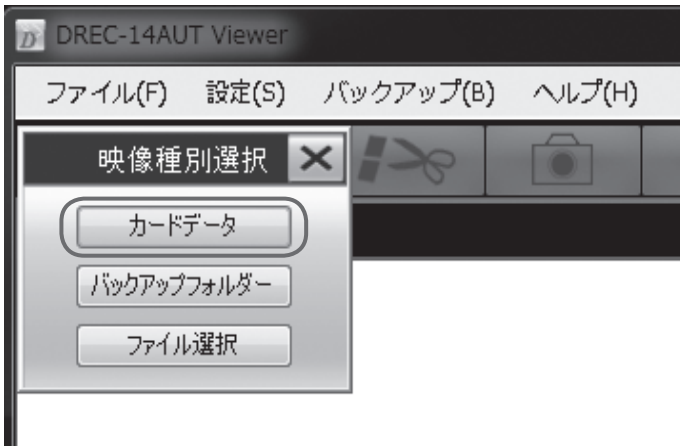 DREC-14AUT Viewer
ファイル(F) 設定(S) バックアップ(B) ヘルプ(H)
映像種別選択
カードデータ
バックアップフォルダー
ファイル選択